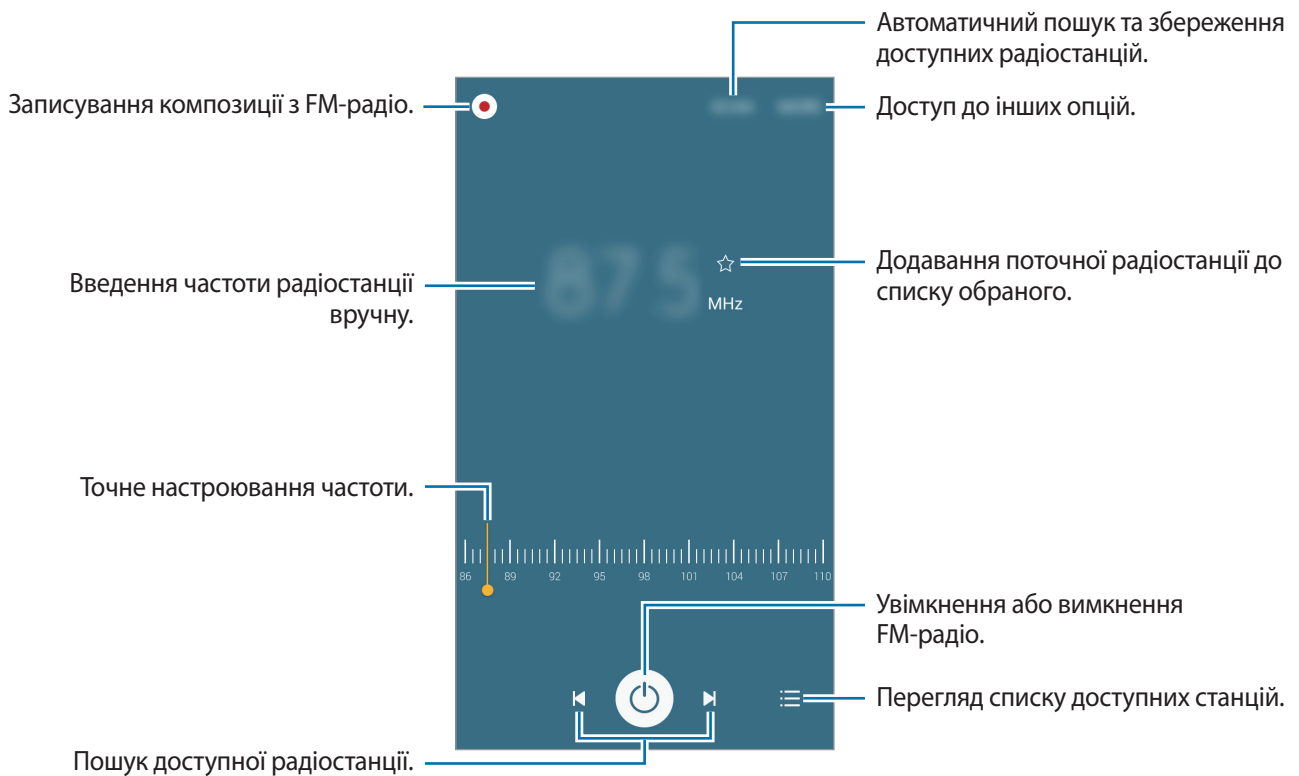 Автоматичний пошук та збереження
доступних радіостанцій.
Записування композиції з FM-радіо.
Доступ до інших опцій.
Введення частоти радіостанції
вручну.
Додавання поточної радіостанції до
списку обраного.
MHz
Точне настроювання частоти.
86 89 92 95 98 101 104 107 110
Увімкнення або вимкнення
FM-радіо.
Перегляд списку доступних станцій.
Пошук доступної радіостанції.